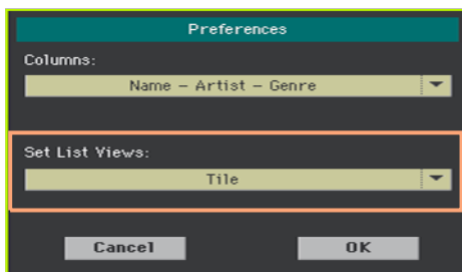 Preferences
Columns:
Name - Artist - Genre
Set List Views:
Tile
Cancel OK